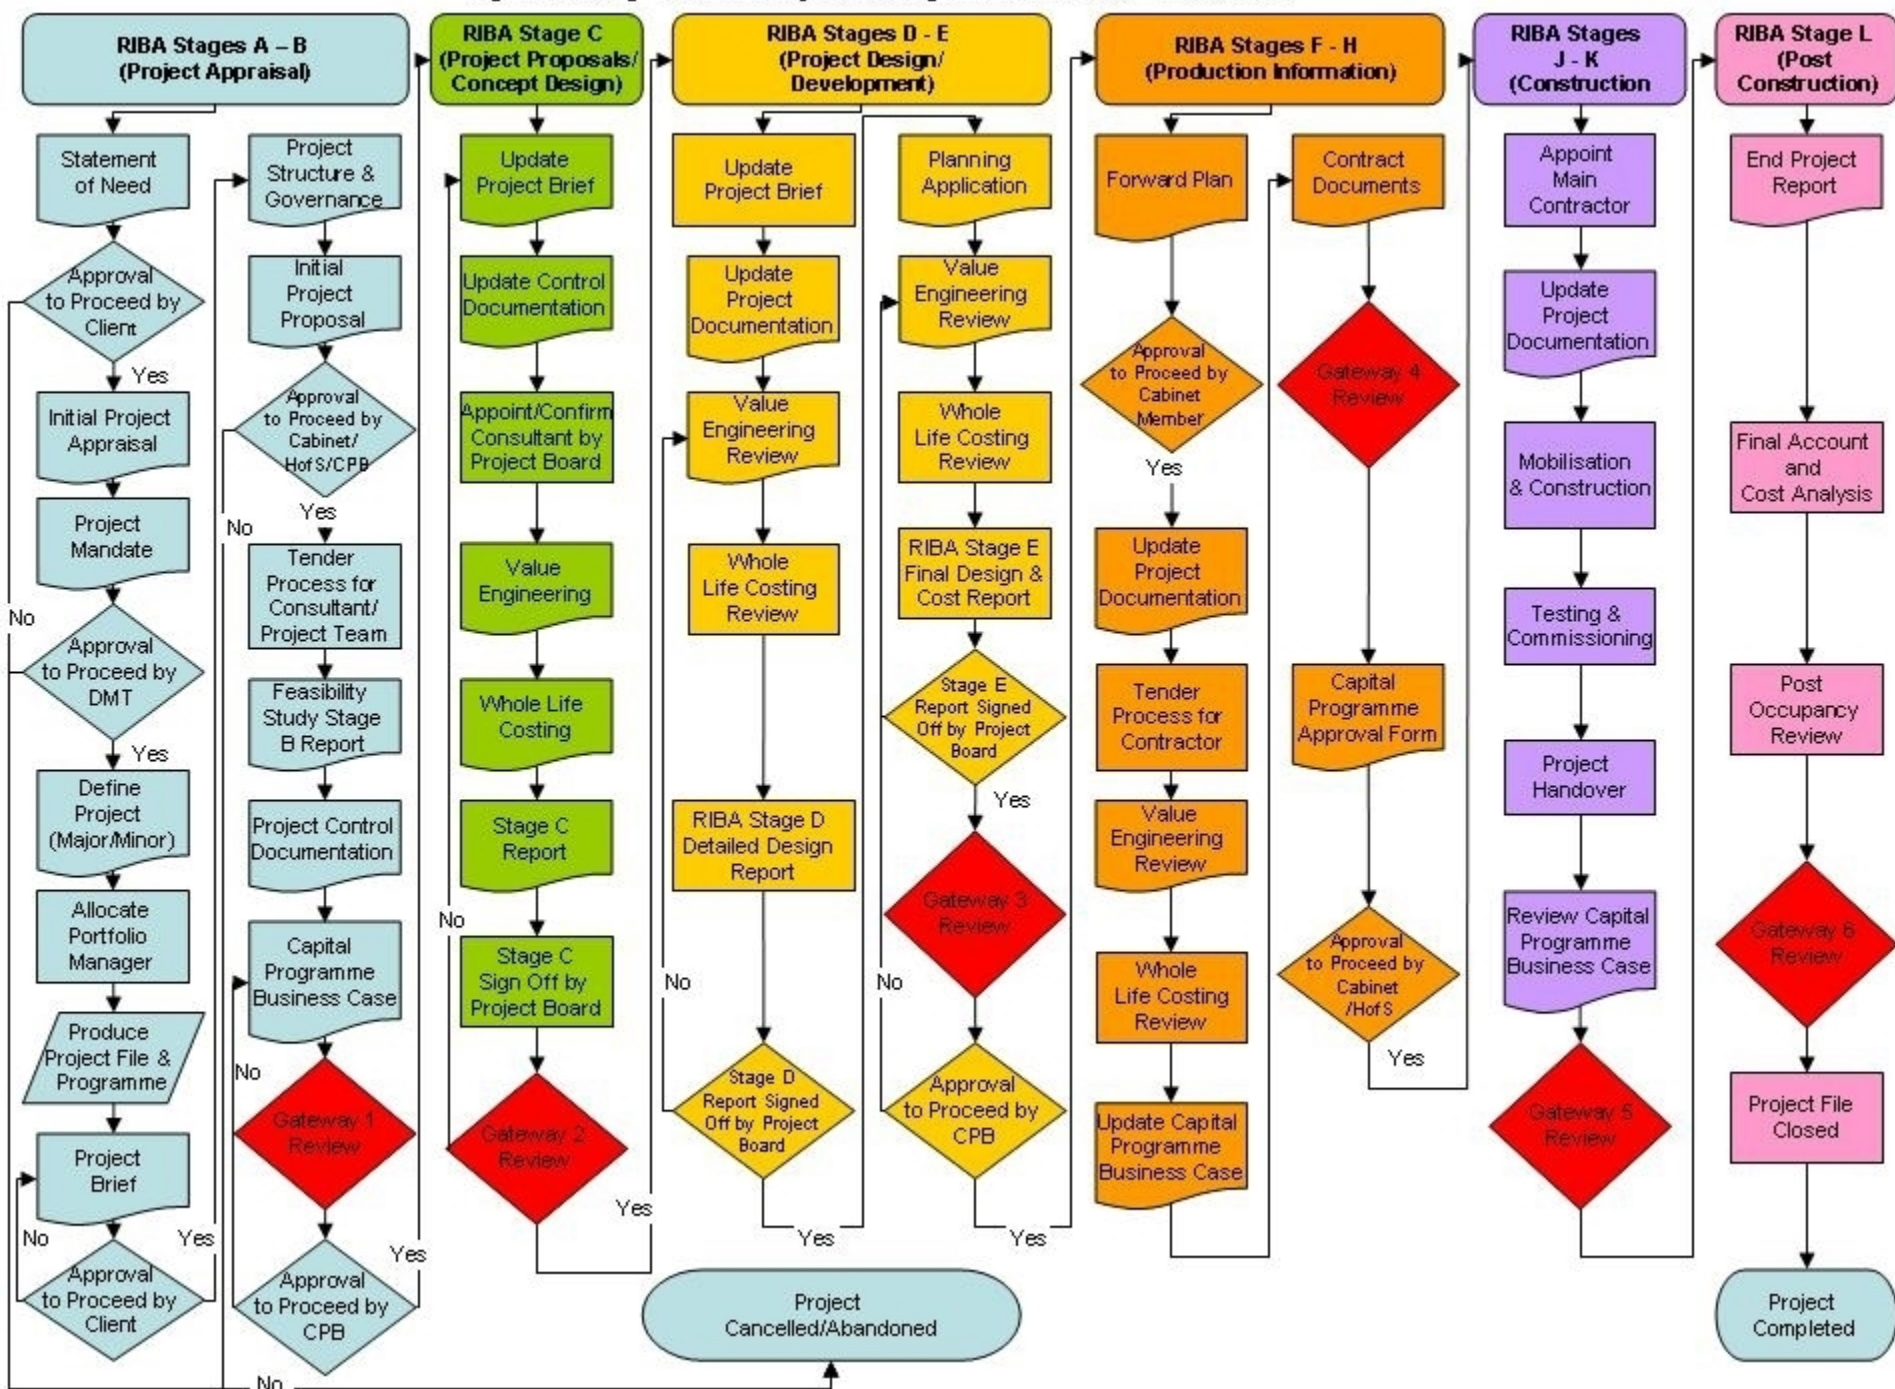 RIBA Stages A – B
(Project Appraisal)
Statement
of Need
Approval
to Proceed by
Client
Yes
Initial Project
Appraisal
Project
Mandate
No
Approval
to Proceed by
DMT
Yes
Define
Project
(Major/Minor)
Allocate
Portfolio
Manager
Produce
Project File &
Programme
Project
Brief
No
Yes
Approval
to Proceed by
Client
Project
Structure &
Governance
Initial
Project
Proposal
Approval
to Proceed by
Cabinet/
HofS/CPB
No
Yes
Tender
Process for
Consultant/
Project Team
Feasibility
Study Stage
B Report
Project Control
Documentation
Capital
Programme
Business Case
No
Gateway 1
Review
Yes
Approval
to Proceed by
CPB
No
RIBA Stage C
(Project Proposals/
Concept Design)
Update
Project Brief
Update Control
Documentation
Appoint/Confirm
Consultant by
Project Board
Value
Engineering
Whole Life
Costing
Stage C
Report
No
Stage C
Sign Off by
Project Board
Gateway 2
Review
Yes
RIBA Stages D - E
(Project Design/
Development)
Update
Project Brief
Update
Project
Documentation
Value
Engineering
Review
Whole
Life Costing
Review
RIBA Stage D
Detailed Design
Report
No
Stage D
Report Signed
Off by Project
Board
Yes
Planning
Application
Value
Engineering
Review
Whole
Life Costing
Review
RIBA Stage E
Final Design &
Cost Report
Stage E
Report Signed
Off by Project
Board
Yes
Gateway 3
Review
No
Approval
to Proceed by
CPB
Yes
Project
Cancelled/Abandoned
RIBA Stages F - H
(Production Information)
Forward Plan
Approval
to Proceed by
Cabinet
Member
Yes
Update
Project
Documentation
Tender
Process for
Contractor
Value
Engineering
Review
Whole
Life Costing
Review
Update Capital
Programme
Business Case
Contract
Documents
Gateway 4
Review
Capital
Programme
Approval Form
Approval
to Proceed by
Cabinet
/HofS
Yes
RIBA Stages
J - K
(Construction
Appoint
Main
Contractor
Update
Project
Documentation
Mobilisation
& Construction
Testing &
Commissioning
Project
Handover
Review Capital
Programme
Business Case
Gateway 5
Review
RIBA Stage L
(Post
Construction)
End Project
Report
Final Account
and
Cost Analysis
Post
Occupancy
Review
Gateway 6
Review
Project File
Closed
Project
Completed